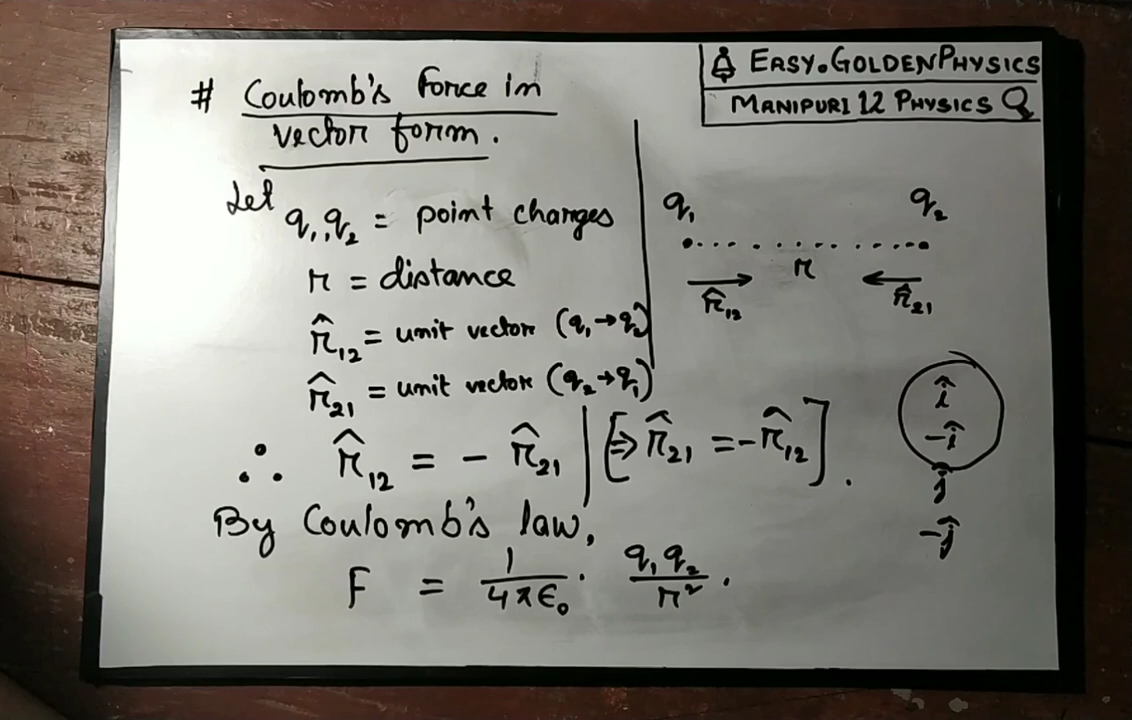 # Coulomb's Force in
vector form.
EASY.GOLDENPHYSICS
MANIPURI 12 PHYSICS
Let q₁, q₂ = point charges
r = distance
r̂₁₂ = unit vector (q₁→q₂)
r̂₂₁ = unit vector (q₂→q₁)
q₁ q₂
r
r̂₁₂ r̂₂₁
î
-î
ĵ
-ĵ
∴ r̂₁₂ = - r̂₂₁ | [⇒ r̂₂₁ = - r̂₁₂].
By Coulomb's law,
F = 1/4πϵ₀ . q₁q₂/r² .